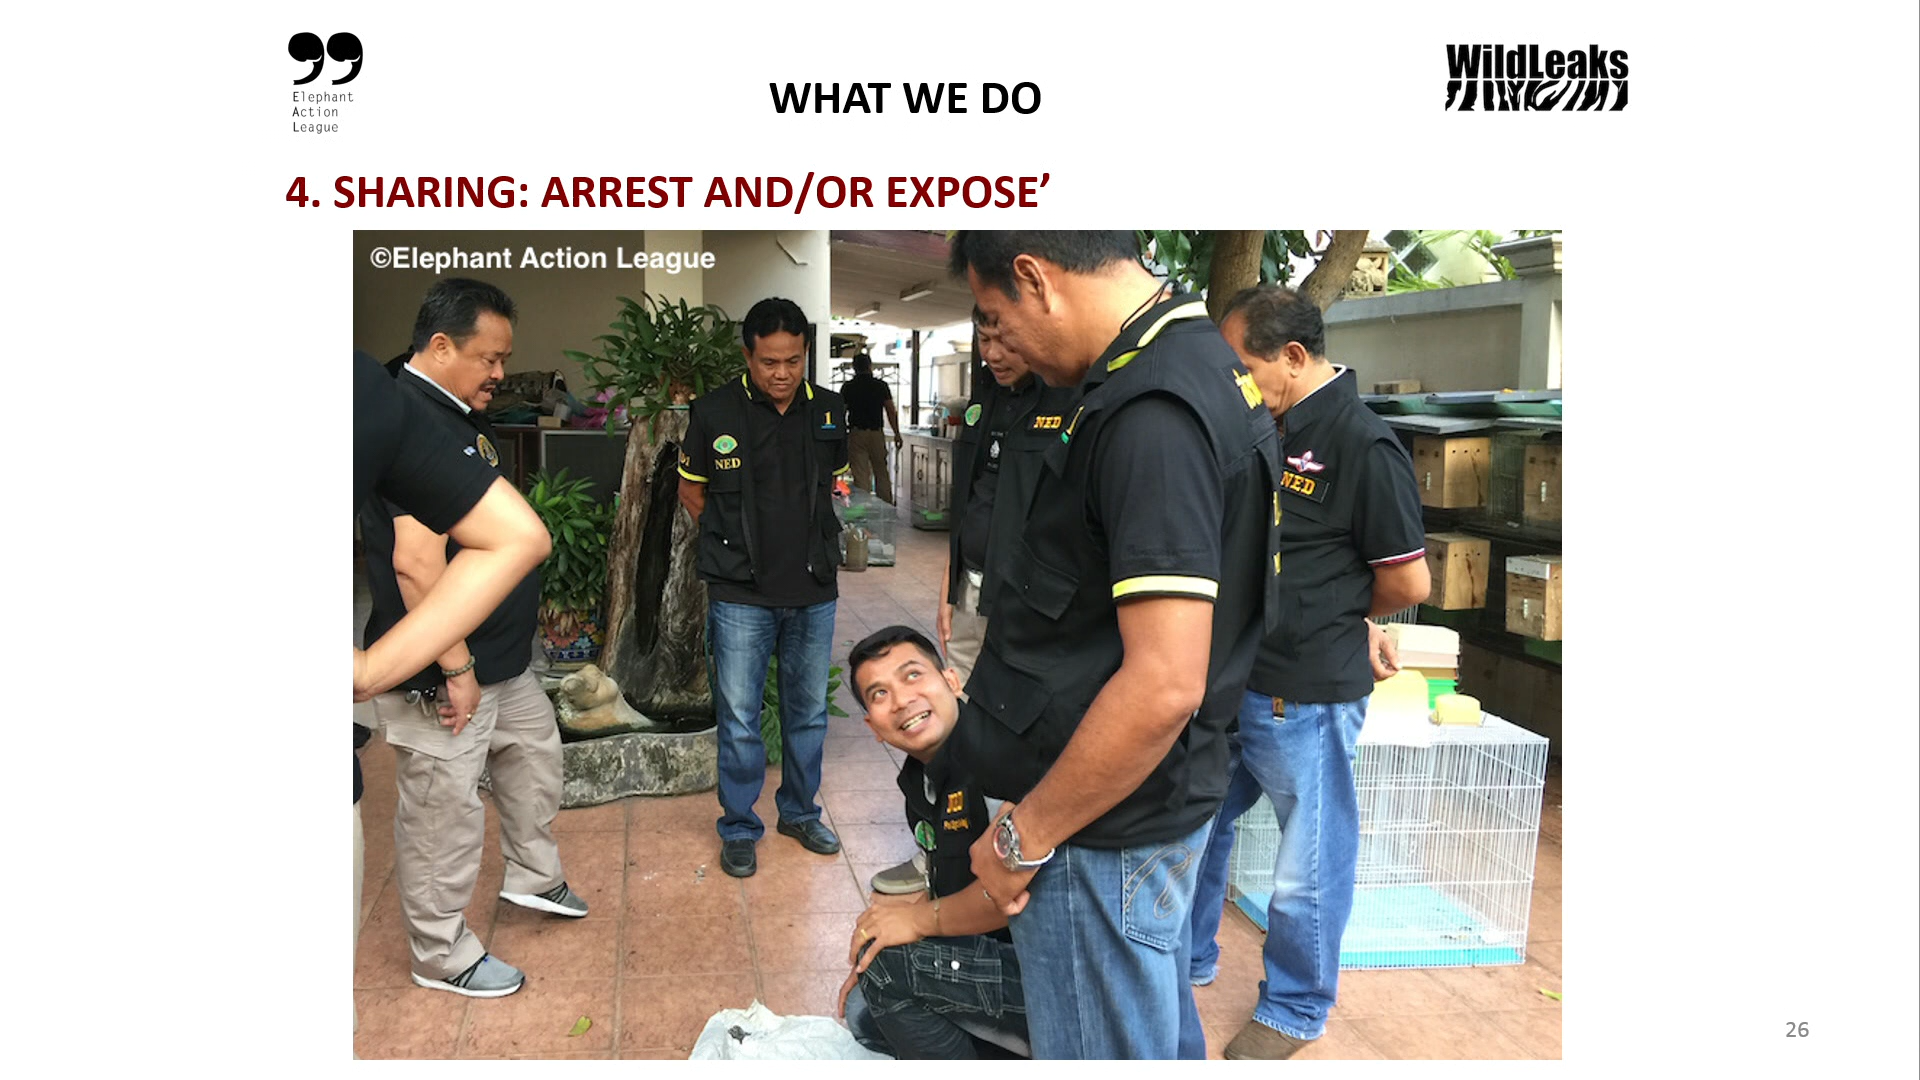 Elephant
Action
League
WHAT WE DO
WildLeaks
4. SHARING: ARREST AND/OR EXPOSE’
©Elephant Action League
1
NED
NED
NED
26